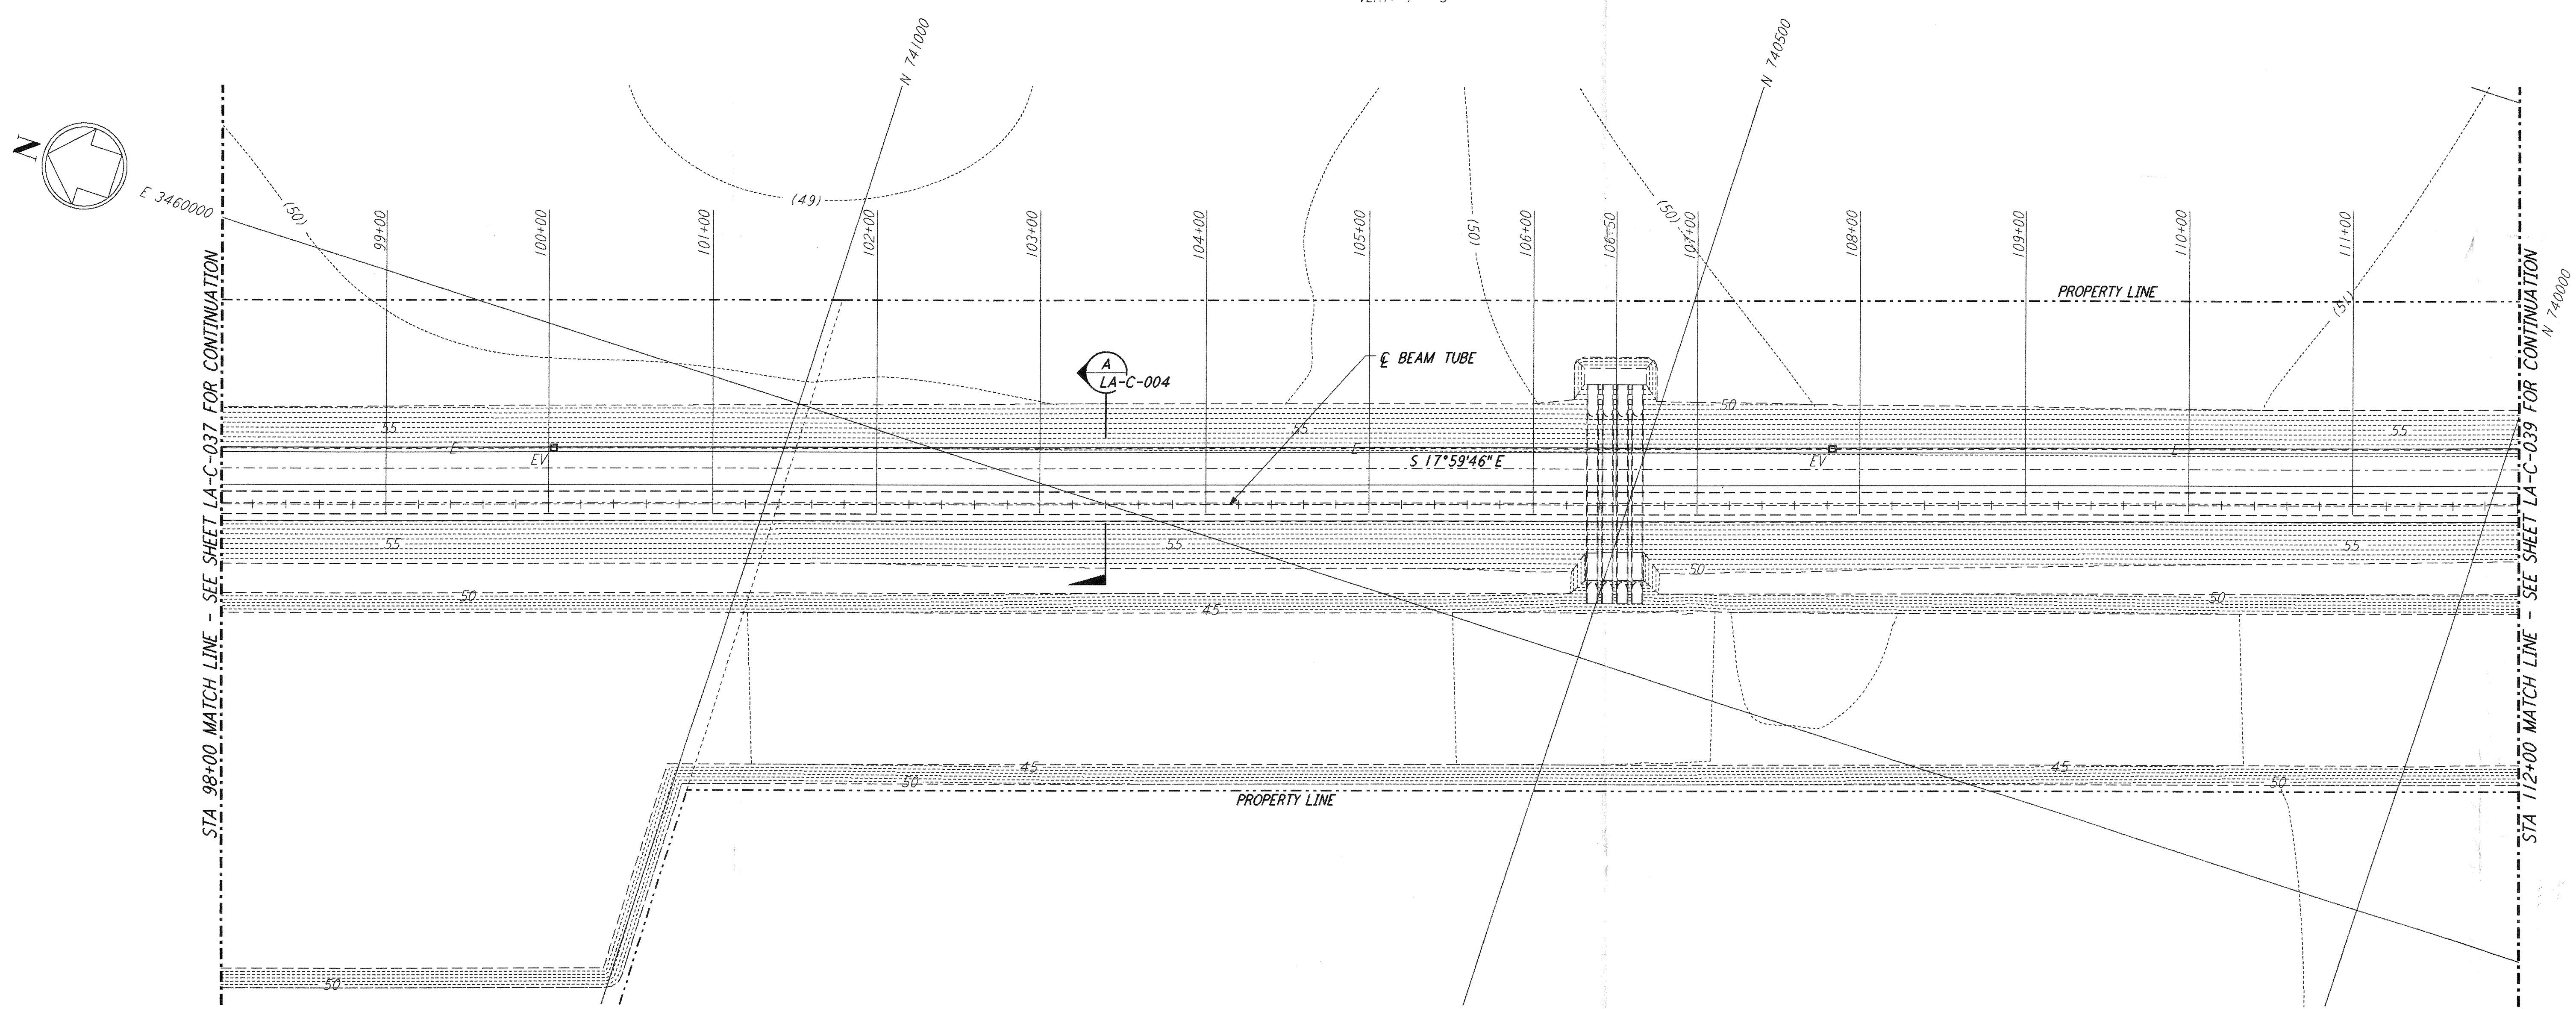 N 741000
N 740500
N
E 3460000
(50)
(49)
(50)
(50)
(51)
N 740000
99+00
100+00
101+00
102+00
103+00
104+00
105+00
106+00
106+50
107+00
108+00
109+00
110+00
111+00
PROPERTY LINE
STA 98+00 MATCH LINE - SEE SHEET LA-C-037 FOR CONTINUATION
STA 112+00 MATCH LINE - SEE SHEET LA-C-039 FOR CONTINUATION
A
LA-C-004
℄ BEAM TUBE
50
55
55
55
E
E
E
EV
EV
S 17°59'46" E
55
55
55
50
50
45
50
45
45
50
50
PROPERTY LINE
50